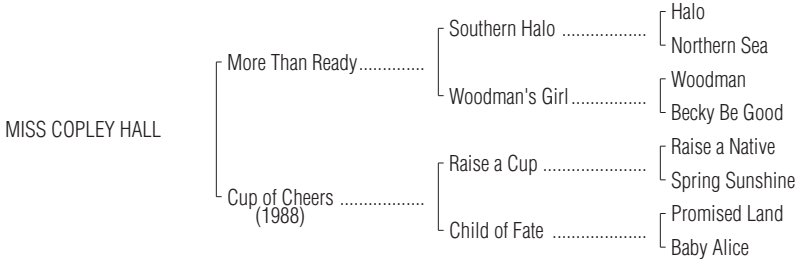 Halo
Southern Halo ...................
Northern Sea
More Than Ready..............
Woodman
Woodman's Girl.................
Becky Be Good
MISS COPLEY HALL
Raise a Native
Raise a Cup .......................
Spring Sunshine
Cup of Cheers ...................
(1988)
Promised Land
Child of Fate .....................
Baby Alice